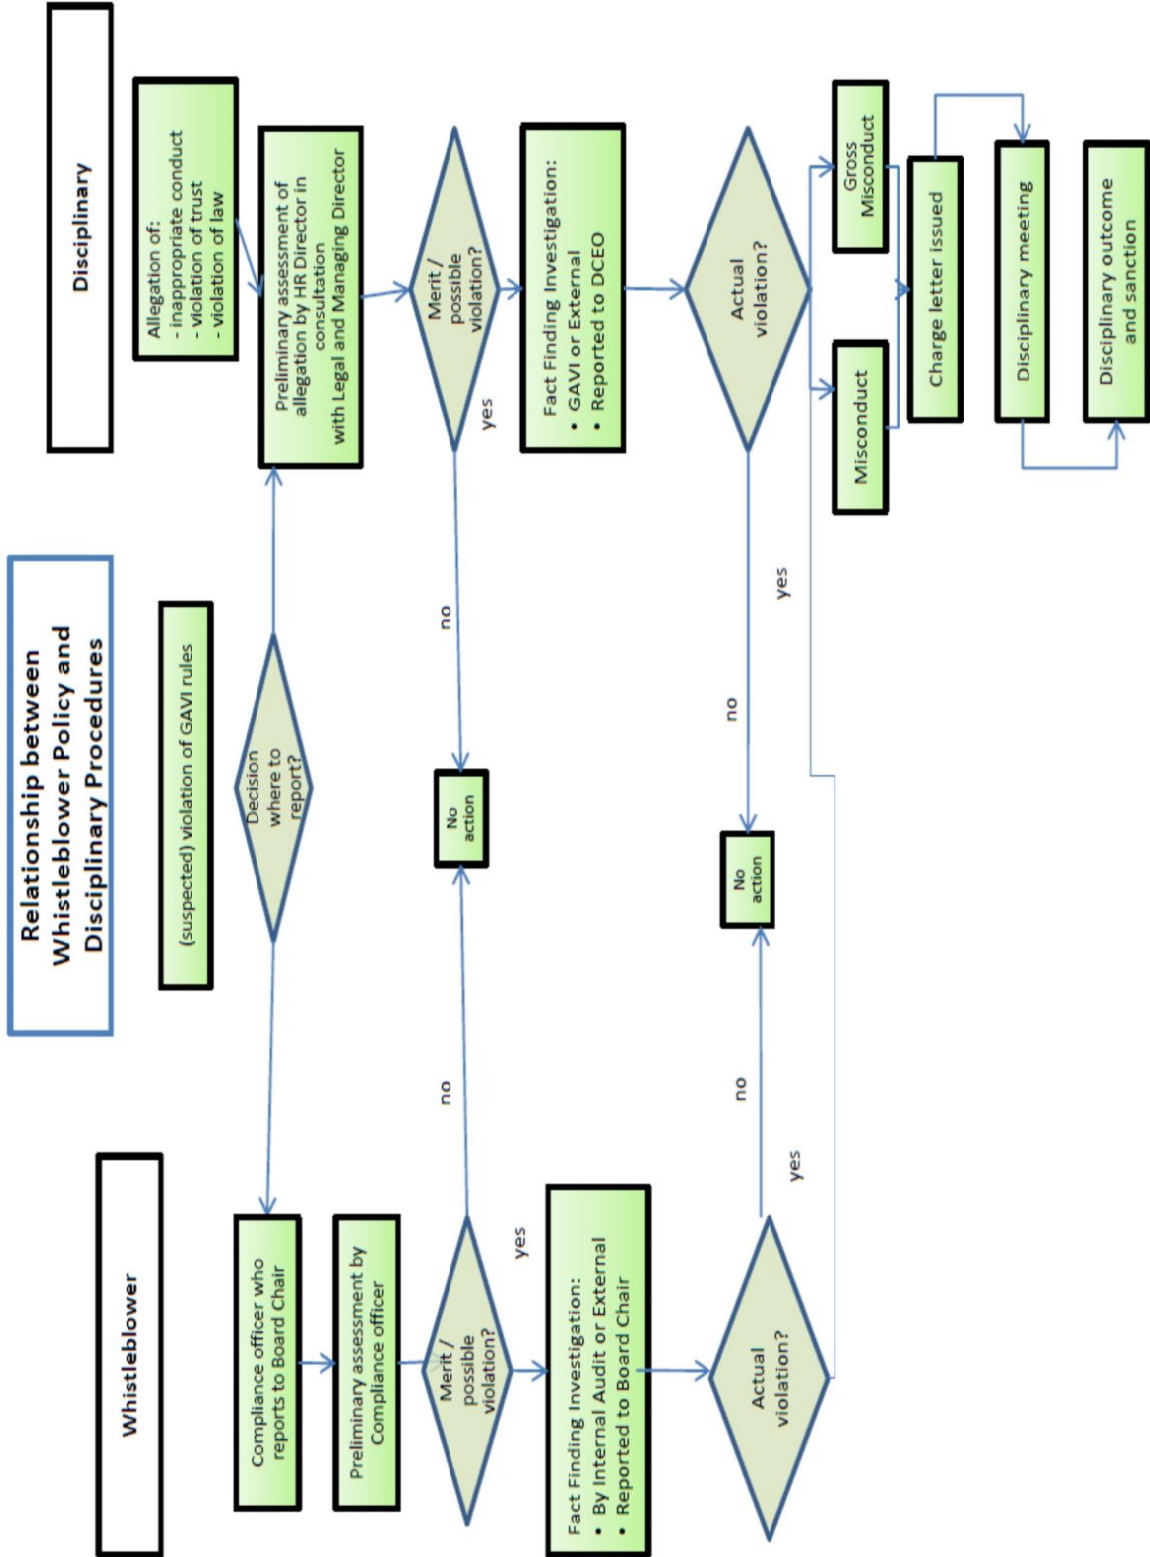 Relationship between
Whistleblower Policy and
Disciplinary Procedures
Whistleblower
Disciplinary
(suspected) violation of GAVI rules
Allegation of:
- inappropriate conduct
- violation of trust
- violation of law
Decision
where to
report?
Compliance officer who
reports to Board Chair
Preliminary assessment of
allegation by HR Director in
consultation
with Legal and Managing Director
Preliminary assessment by
Compliance officer
Merit /
possible
violation?
no
No
action
no
Merit /
possible
violation?
yes
yes
Fact Finding Investigation:
• By Internal Audit or External
• Reported to Board Chair
Fact Finding Investigation:
• GAVI or External
• Reported to DCEO
Actual
violation?
no
No
action
no
Actual
violation?
yes
yes
Misconduct
Gross
Misconduct
Charge letter issued
Disciplinary meeting
Disciplinary outcome
and sanction